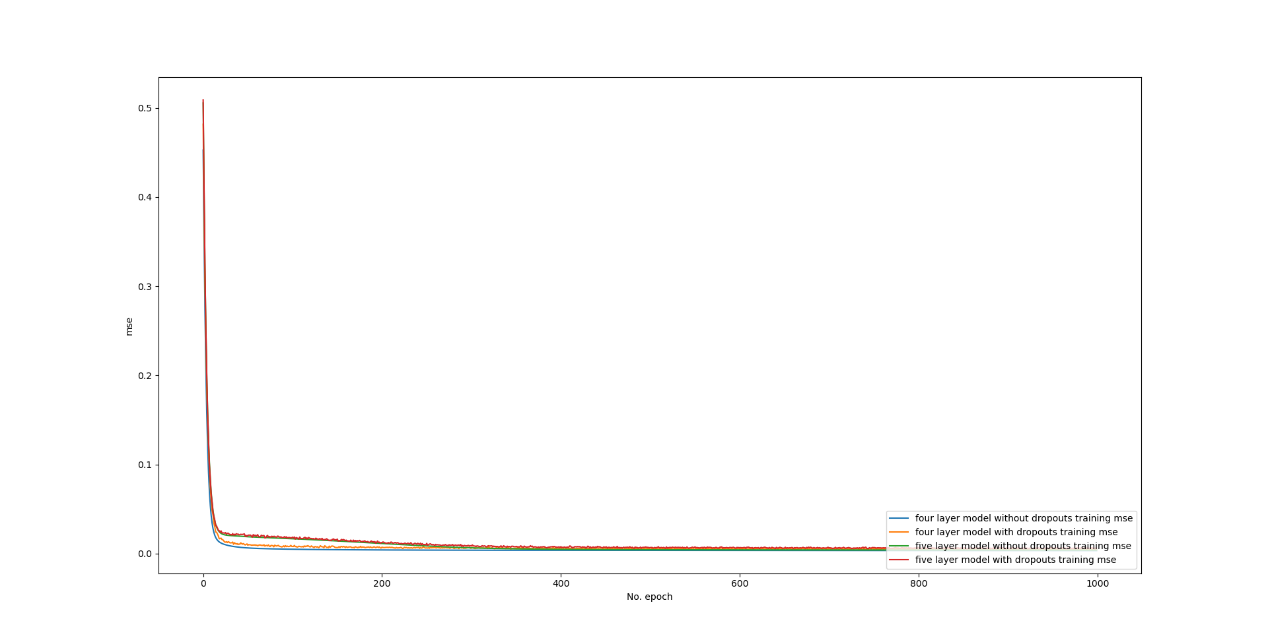 0.5
0.4
0.3
0.2
0.1
0.0
mse
0
200
400
600
800
1000
No. epoch
four layer model without dropouts training mse
four layer model with dropouts training mse
five layer model without dropouts training mse
five layer model with dropouts training mse